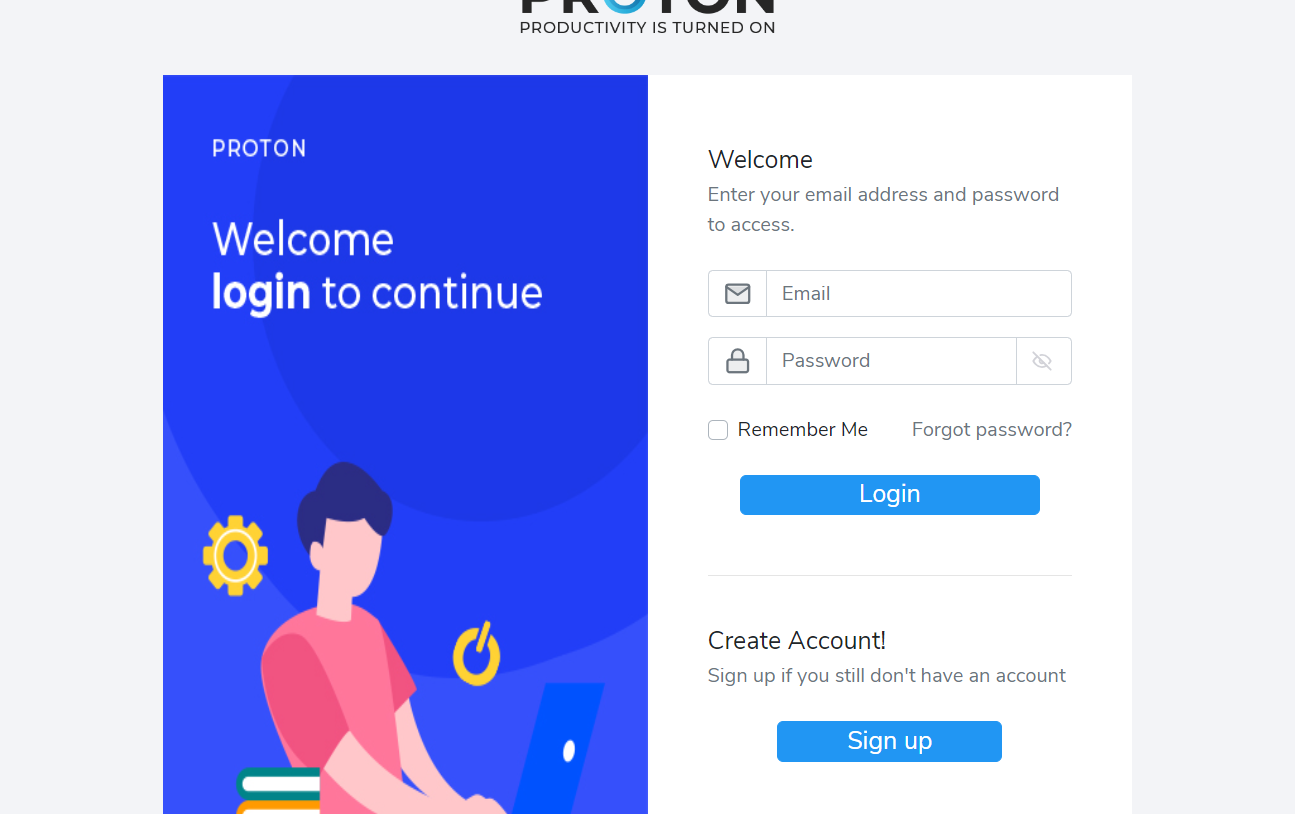 PROTON
PRODUCTIVITY IS TURNED ON
PROTON
Welcome
login to continue
Welcome
Enter your email address and password
to access.
Email
Password
Remember Me
Forgot password?
Login
Create Account!
Sign up if you still don't have an account
Sign up